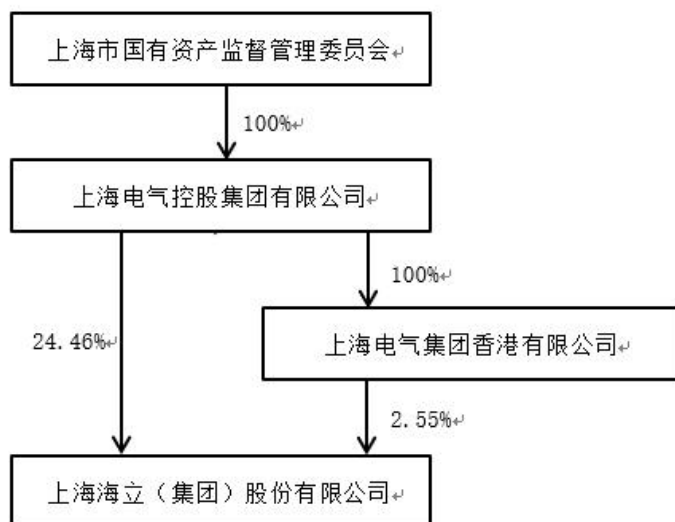 上海市国有资产监督管理委员会
100%
上海电气控股集团有限公司
100%
24.46%
上海电气集团香港有限公司
2.55%
上海海立（集团）股份有限公司